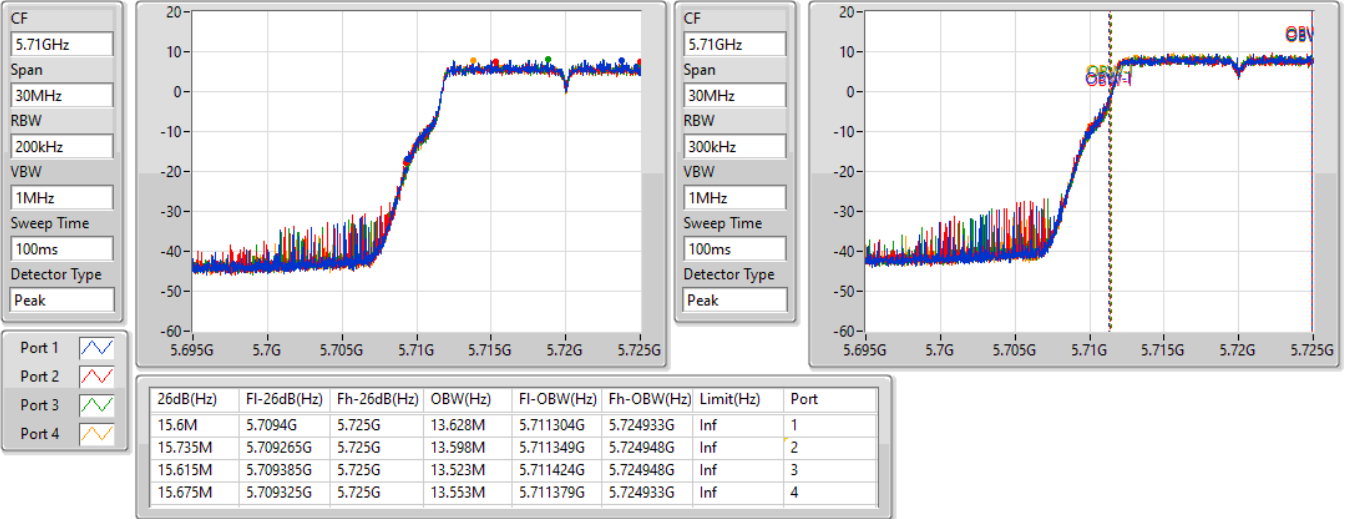 CF
5.71GHz
Span
30MHz
RBW
200kHz
VBW
1MHz
Sweep Time
100ms
Detector Type
Peak
20
10
0
-10
-20
-30
-40
-50
-60
5.695G 5.7G 5.705G 5.71G 5.715G 5.72G 5.725G
CF
5.71GHz
Span
30MHz
RBW
300kHz
VBW
1MHz
Sweep Time
100ms
Detector Type
Peak
20
10
0
-10
-20
-30
-40
-50
-60
5.695G 5.7G 5.705G 5.71G 5.715G 5.72G 5.725G
Port 1
Port 2
Port 3
Port 4
26dB(Hz) Fl-26dB(Hz) Fh-26dB(Hz) OBW(Hz) Fl-OBW(Hz) Fh-OBW(Hz) Limit(Hz) Port
15.6M 5.7094G 5.725G 13.628M 5.711304G 5.724933G Inf 1
15.735M 5.709265G 5.725G 13.598M 5.711349G 5.724948G Inf 2
15.615M 5.709385G 5.725G 13.523M 5.711424G 5.724948G Inf 3
15.675M 5.709325G 5.725G 13.553M 5.711379G 5.724933G Inf 4